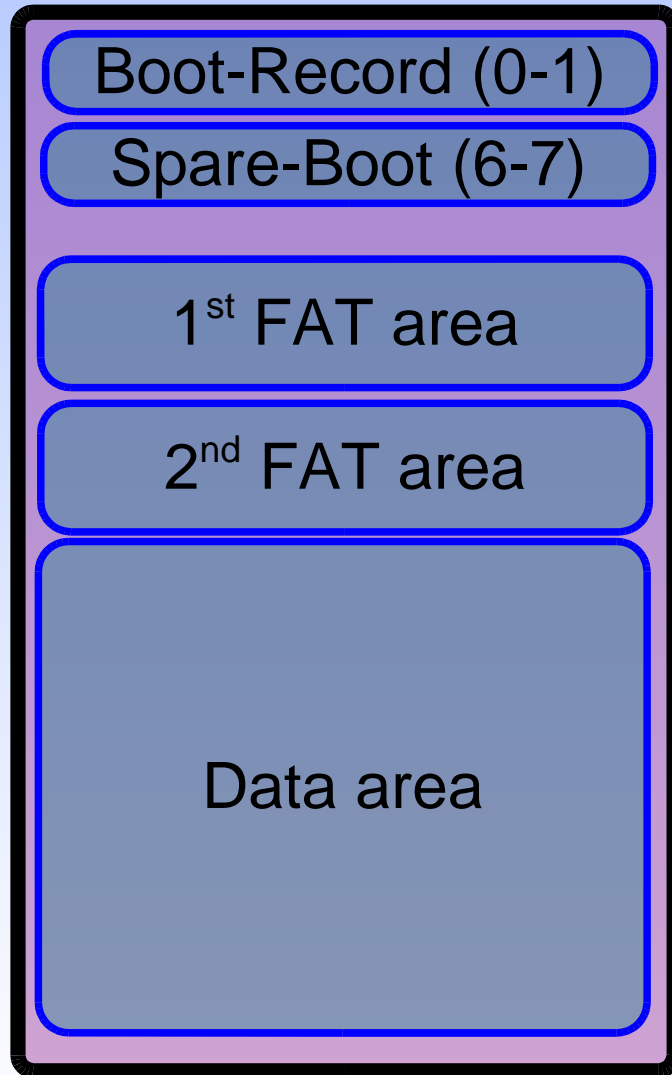 Boot-Record (0-1)
Spare-Boot (6-7)
1st FAT area
2nd FAT area
Data area